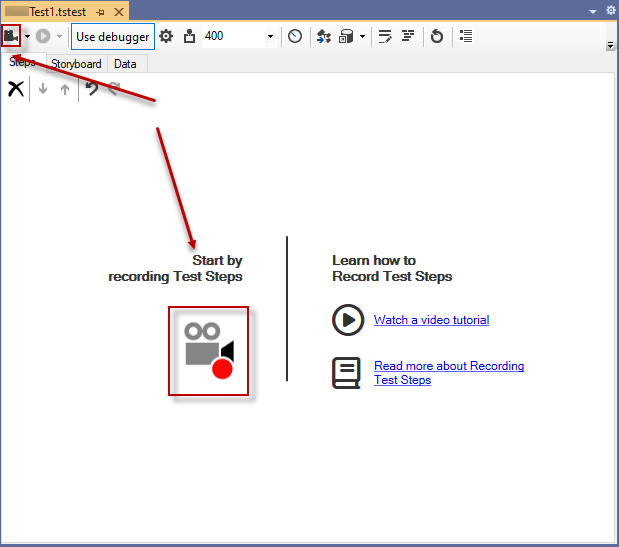 Test1.tstest
Use debugger
400
Steps
Storyboard
Data
Start by
recording Test Steps
Learn how to
Record Test Steps
Watch a video tutorial
Read more about Recording
Test Steps